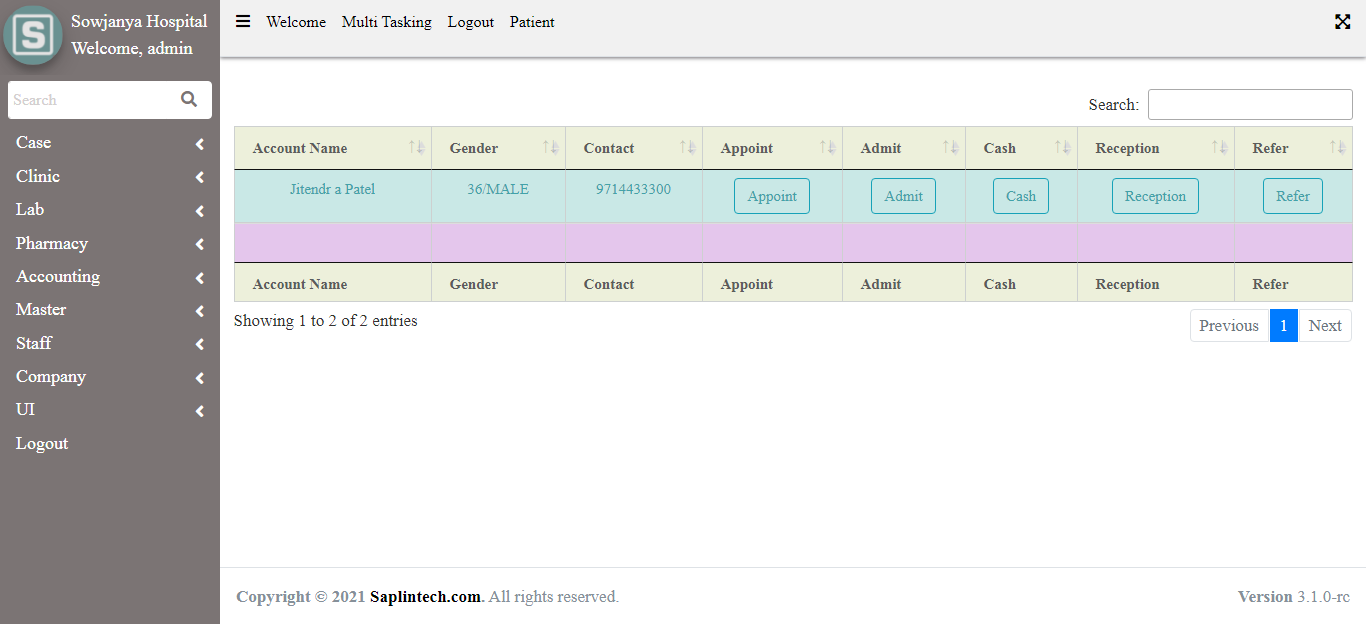 S
Sowjanya Hospital
Welcome, admin
Welcome Multi Tasking Logout Patient
Search
Case
Clinic
Lab
Pharmacy
Accounting
Master
Staff
Company
UI
Logout
Search:
Account Name Gender Contact Appoint Admit Cash Reception Refer
Jitendr a Patel 36/MALE 9714433300 Appoint Admit Cash Reception Refer
Account Name Gender Contact Appoint Admit Cash Reception Refer
Showing 1 to 2 of 2 entries
Previous 1 Next
Copyright © 2021 Saplintech.com. All rights reserved.
Version 3.1.0-rc